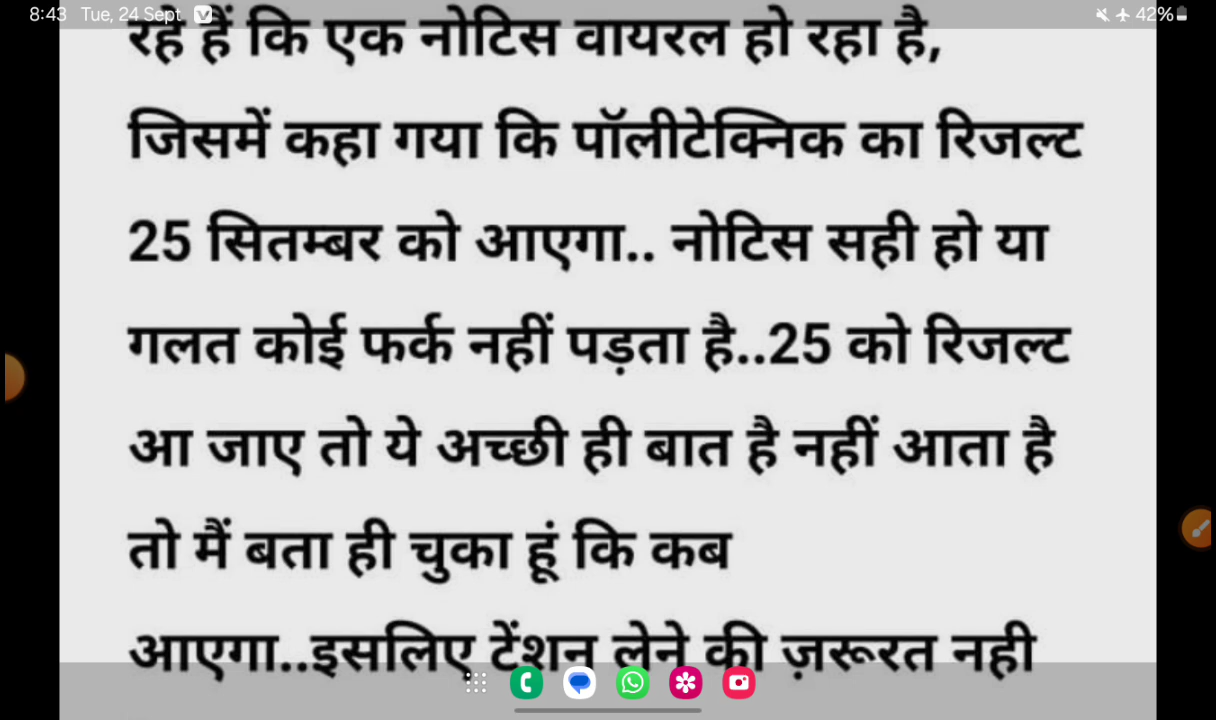 8:43 Tue, 24 Sept 42%
रहे हैं कि एक नोटिस वायरल हो रहा है,
जिसमें कहा गया कि पॉलीटेक्निक का रिजल्ट
25 सितम्बर को आएगा.. नोटिस सही हो या
गलत कोई फर्क नहीं पड़ता है..25 को रिजल्ट
आ जाए तो ये अच्छी ही बात है नहीं आता है
तो मैं बता ही चुका हूं कि कब
आएगा..इसलिए टेंशन लेने की ज़रूरत नही